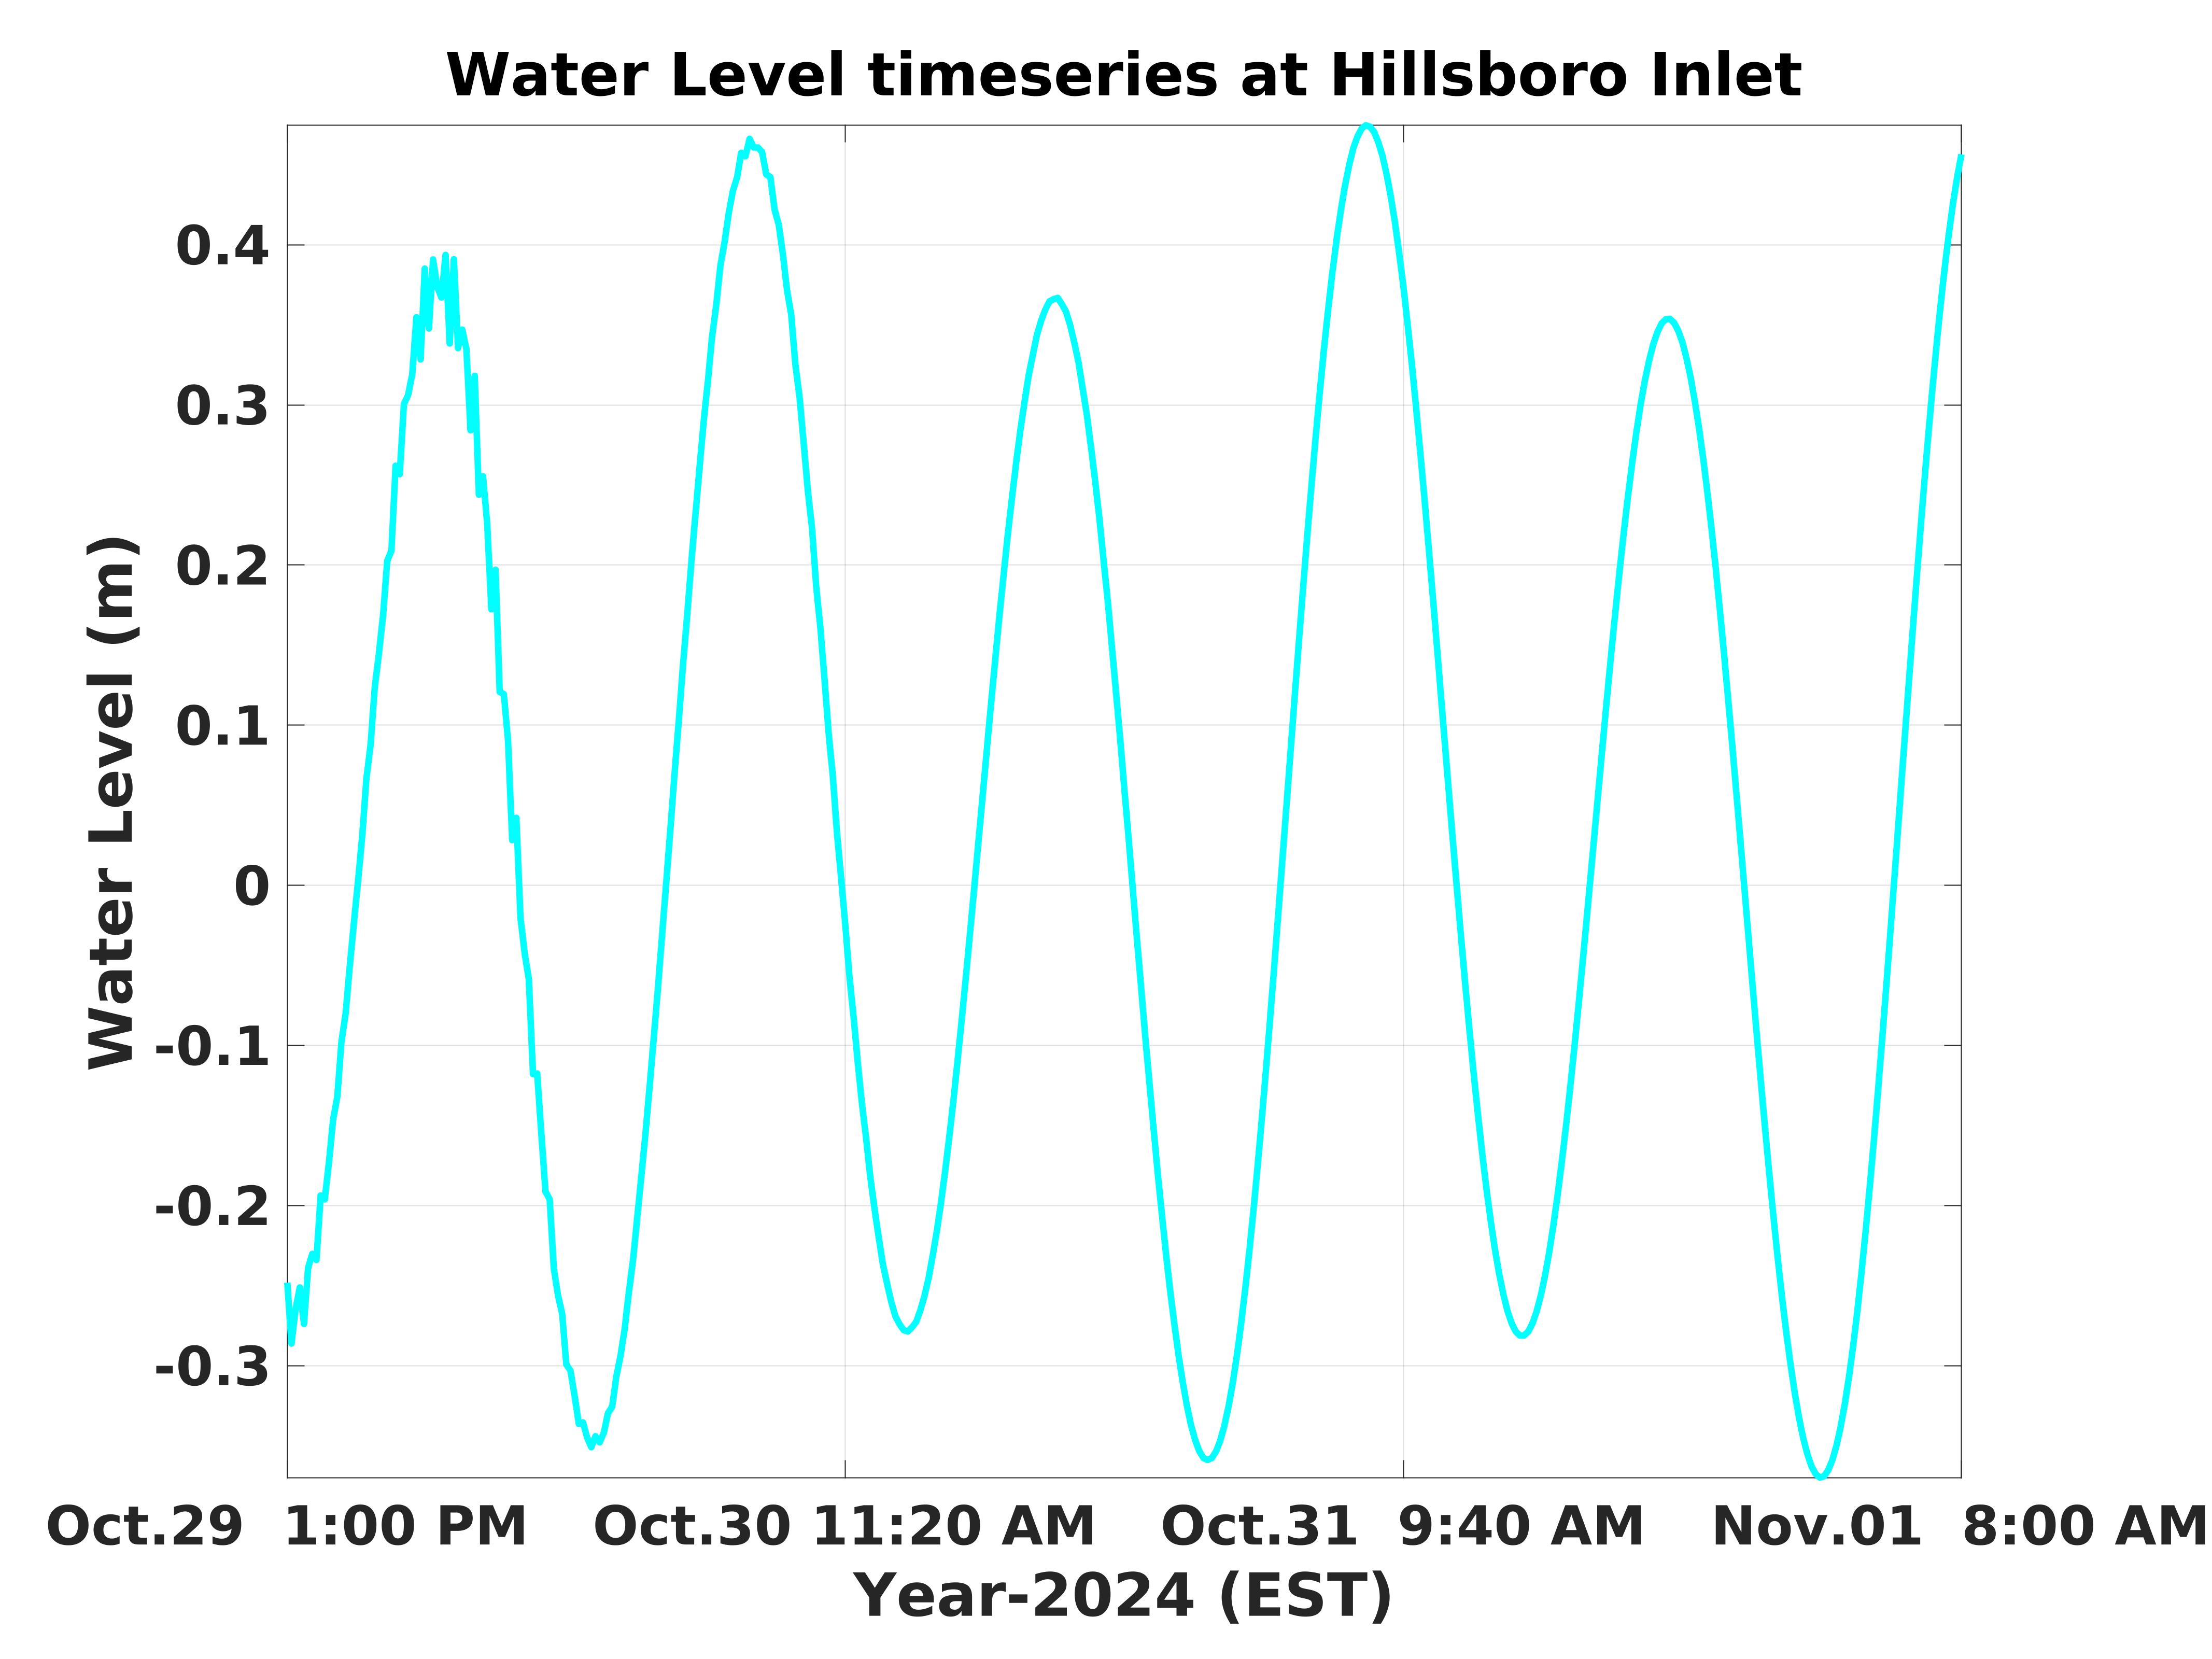 Water Level timeseries at Hillsboro Inlet
0.4
0.3
0.2
0.1
0
-0.1
-0.2
-0.3
Water Level (m)
Oct.29 1:00 PM Oct.30 11:20 AM Oct.31 9:40 AM Nov.01 8:00 AM
Year-2024 (EST)